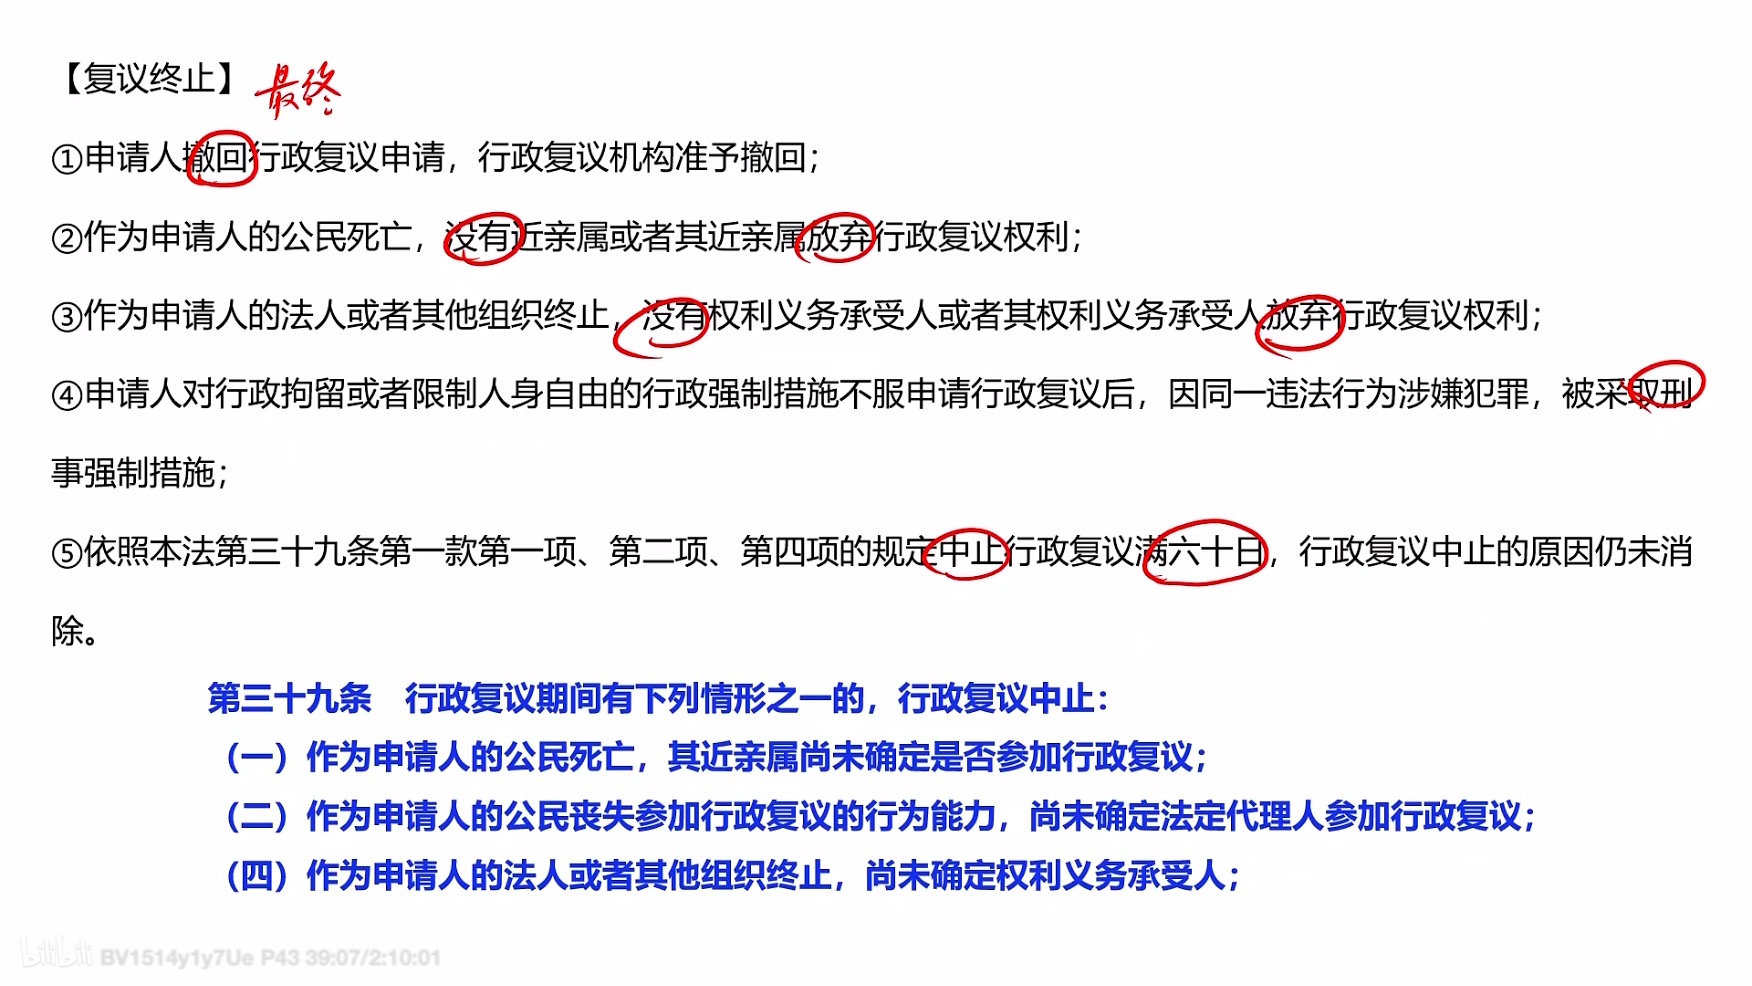 【复议终止】 最终
①申请人撤回行政复议申请，行政复议机构准予撤回；
②作为申请人的公民死亡，没有近亲属或者其近亲属放弃行政复议权利；
③作为申请人的法人或者其他组织终止，没有权利义务承受人或者其权利义务承受人放弃行政复议权利；
④申请人对行政拘留或者限制人身自由的行政强制措施不服申请行政复议后，因同一违法行为涉嫌犯罪，被采取刑
事强制措施；
⑤依照本法第三十九条第一款第一项、第二项、第四项的规定中止行政复议满六十日，行政复议中止的原因仍未消
除。
第三十九条　行政复议期间有下列情形之一的，行政复议中止：
（一）作为申请人的公民死亡，其近亲属尚未确定是否参加行政复议；
（二）作为申请人的公民丧失参加行政复议的行为能力，尚未确定法定代理人参加行政复议；
（四）作为申请人的法人或者其他组织终止，尚未确定权利义务承受人；
bilibili BV1514y1y7Ue P43 39:07/2:10:01